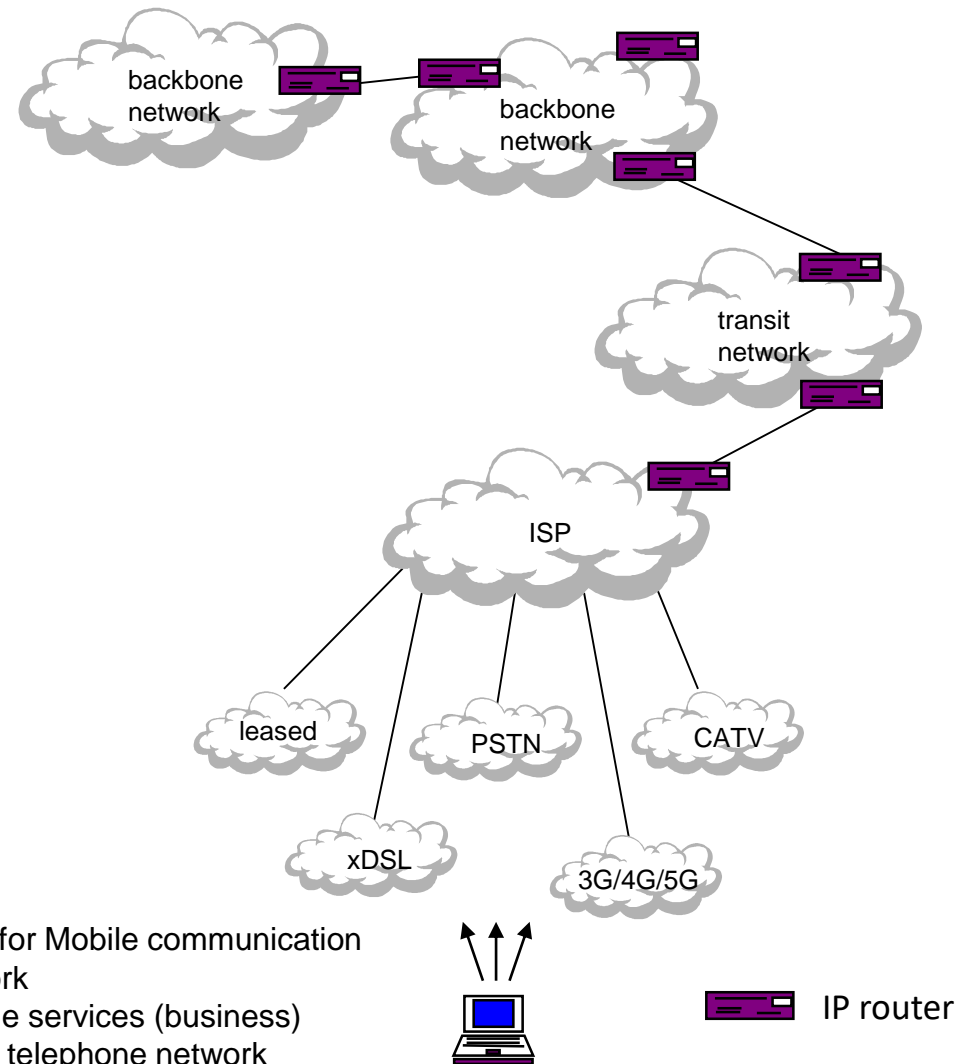 backbone
network
backbone
network
transit
network
ISP
leased
PSTN
CATV
xDSL
3G/4G/5G
for Mobile communication
rk
e services (business)
telephone network
IP router